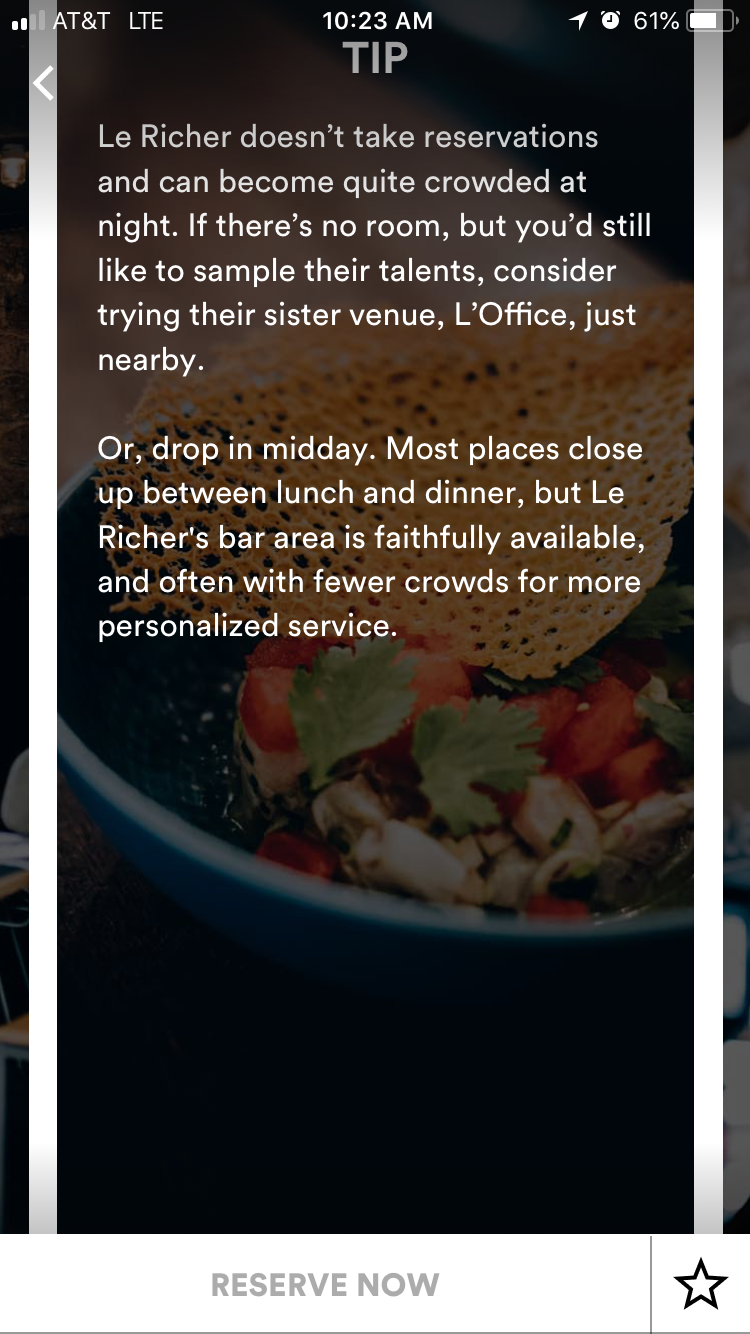 AT&T LTE 10:23 AM 61%
TIP
Le Richer doesn’t take reservations
and can become quite crowded at
night. If there’s no room, but you’d still
like to sample their talents, consider
trying their sister venue, L’Office, just
nearby.
Or, drop in midday. Most places close
up between lunch and dinner, but Le
Richer's bar area is faithfully available,
and often with fewer crowds for more
personalized service.
RESERVE NOW